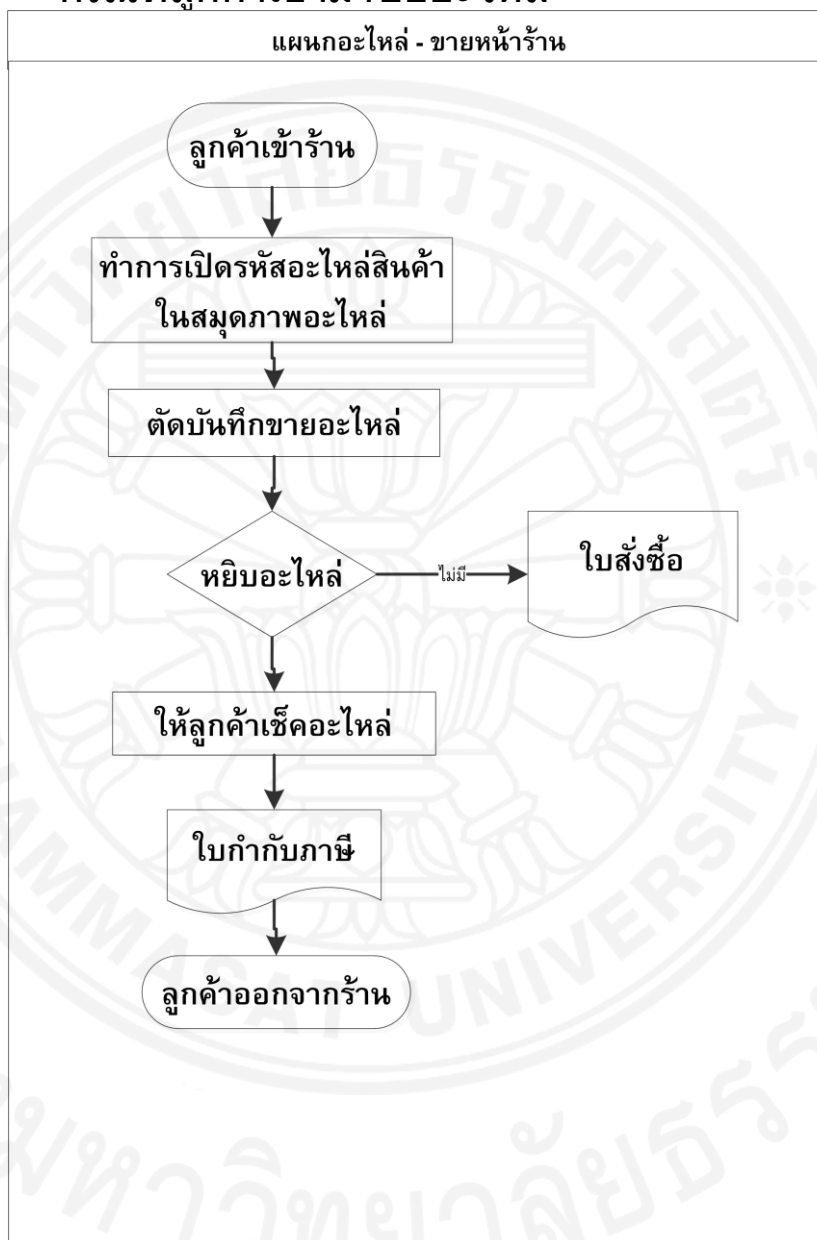 แผนกอะไหล่ - ขายหน้าร้าน
ลูกค้าเข้าร้าน
ทำการเปิดรหัสอะไหล่สินค้า
ในสมุดภาพอะไหล่
ตัดบันทึกขายอะไหล่
หยิบอะไหล่
ไม่มี
ใบสั่งซื้อ
ให้ลูกค้าเช็คอะไหล่
ใบกำกับภาษี
ลูกค้าออกจากร้าน
THAMMASAT UNIVERSITY